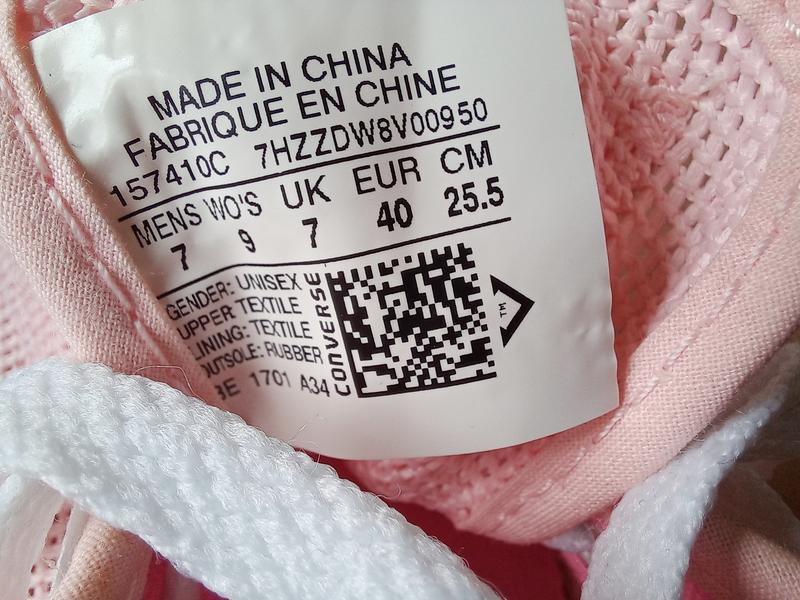 MADE IN CHINA
FABRIQUE EN CHINE
157410C 7HZZDW8V00950
MENS WO'S UK EUR CM
7 9 7 40 25.5
GENDER: UNISEX
UPPER: TEXTILE
LINING: TEXTILE
OUTSOLE: RUBBER
1701 A34
CONVERSE
TM